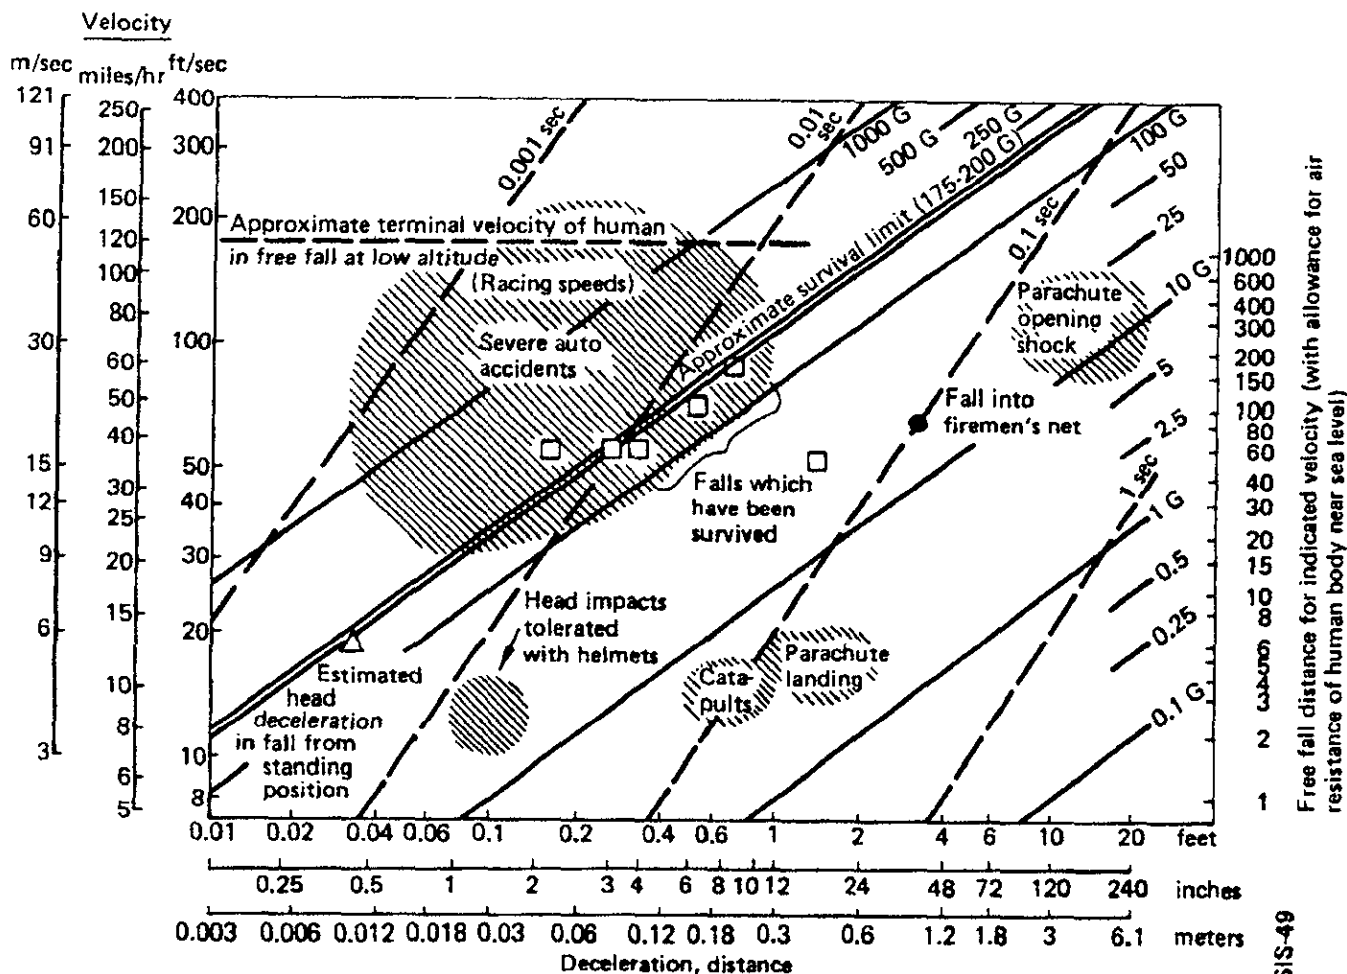 Velocity
m/sec
miles/hr
ft/sec
121
91
60
30
15
12
9
6
3
250
200
150
120
100
80
60
50
40
30
25
20
15
10
8
6
5
400
300
200
100
50
40
30
20
10
8
7
0.001 sec
0.01
sec
1000 G
500 G
250 G
Approximate survival limit (175-200 G)
100 G
50
25
10 G
5
2.5
1 G
0.5
0.25
0.1 G
0.1 sec
1 sec
Approximate terminal velocity of human
in free fall at low altitude
(Racing speeds)
Severe auto
accidents
Parachute
opening
shock
Fall into
firemen's net
Falls which
have been
survived
Head impacts
tolerated
with helmets
Estimated
head
deceleration
in fall from
standing
position
Cata-
pults
Parachute
landing
1000
600
400
300
200
150
100
80
60
40
30
20
15
10
8
6
5
4
3
2
1
Free fall distance for indicated velocity (with allowance for air
resistance of human body near sea level)
0.01 0.02 0.04 0.06 0.1 0.2 0.4 0.6 1 2 4 6 10 20 feet
0.25 0.5 1 2 3 4 6 8 10 12 24 48 72 120 240 inches
0.003 0.006 0.012 0.018 0.03 0.06 0.12 0.18 0.3 0.6 1.2 1.8 3 6.1 meters
Deceleration, distance